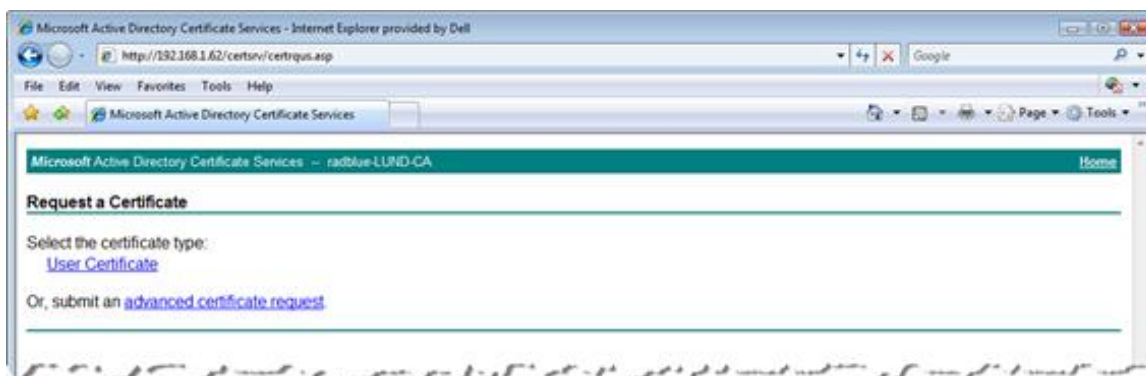 Microsoft Active Directory Certificate Services - Internet Explorer provided by Dell
http://192.168.1.62/certsrv/certrqus.asp
Google
File Edit View Favorites Tools Help
Microsoft Active Directory Certificate Services
Page Tools
Microsoft Active Directory Certificate Services -- radblue-LUND-CA
Home
Request a Certificate
Select the certificate type:
User Certificate
Or, submit an advanced certificate request.